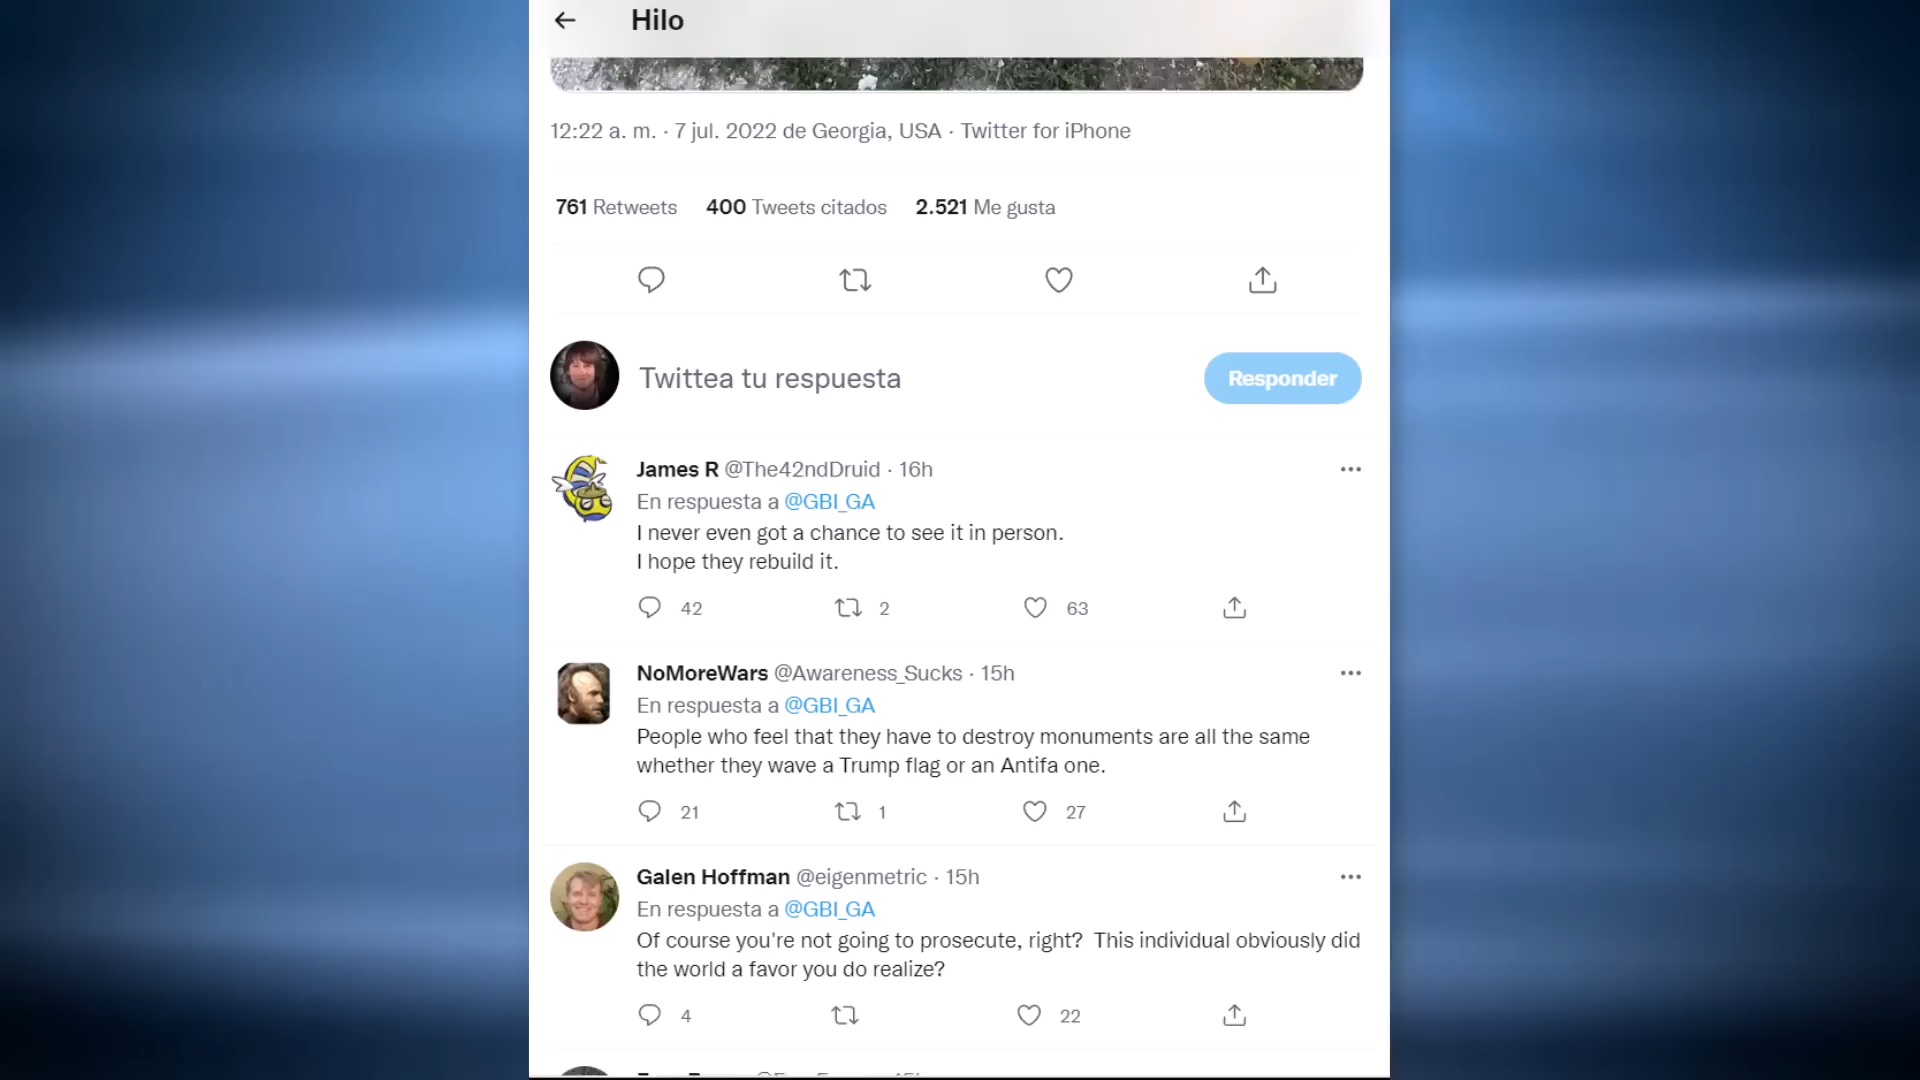 Hilo
12:22 a. m. · 7 jul. 2022 de Georgia, USA · Twitter for iPhone
761 Retweets 400 Tweets citados 2.521 Me gusta
Twittea tu respuesta
Responder
James R @The42ndDruid · 16h
En respuesta a @GBI_GA
I never even got a chance to see it in person.
I hope they rebuild it.
42 2 63
NoMoreWars @Awareness_Sucks · 15h
En respuesta a @GBI_GA
People who feel that they have to destroy monuments are all the same
whether they wave a Trump flag or an Antifa one.
21 1 27
Galen Hoffman @eigenmetric · 15h
En respuesta a @GBI_GA
Of course you're not going to prosecute, right?  This individual obviously did
the world a favor you do realize?
4 22